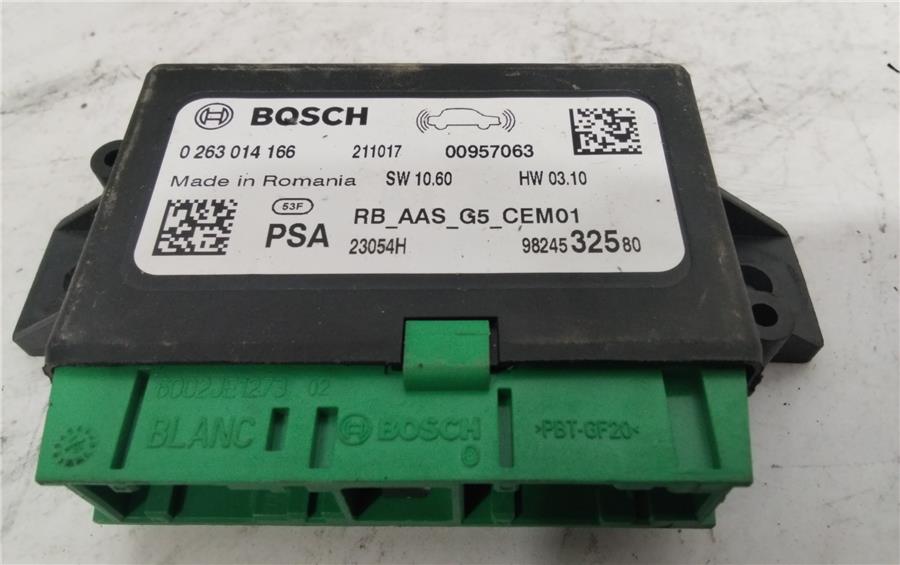 BOSCH
0 263 014 166 211017 00957063
Made in Romania SW 10.60 HW 03.10
53F RB_AAS_G5_CEM01
PSA 23054H 98245 325 80
02
BLANC BOSCH >PBT-GF20<
®